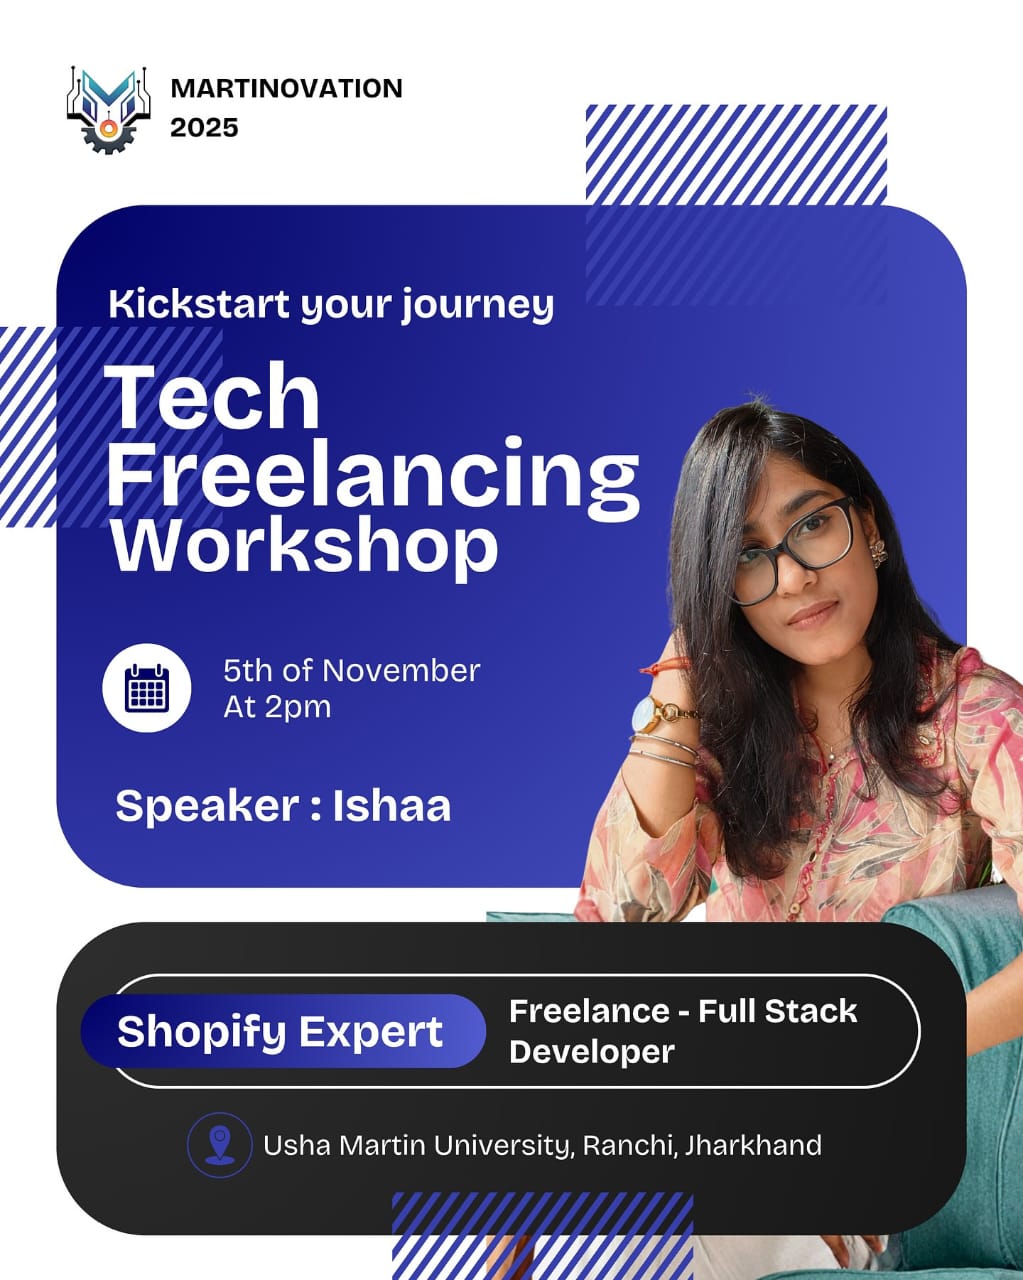 MARTINOVATION
2025
Kickstart your journey
Tech
Freelancing
Workshop
5th of November
At 2pm
Speaker : Ishaa
Shopify Expert
Freelance - Full Stack
Developer
Usha Martin University, Ranchi, Jharkhand